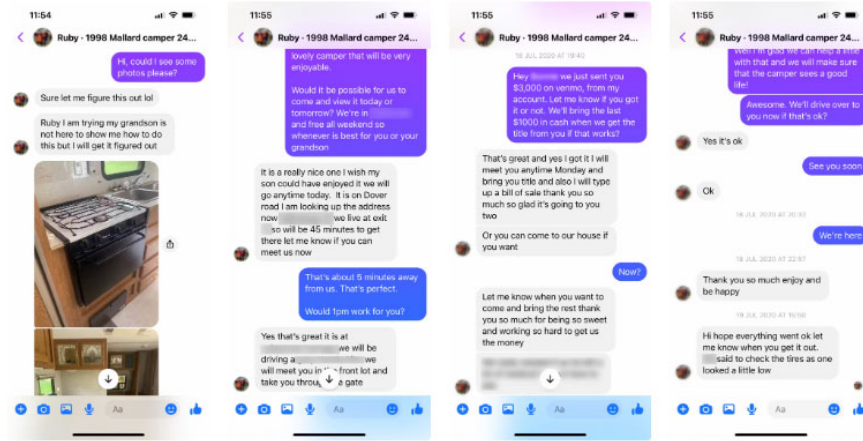 11:54
Ruby · 1998 Mallard camper 24...
Hi, could I see some
photos please?
Sure let me figure this out lol
Ruby I am trying my grandson is
not here to show me how to do
this but I will get it figured out
Aa
11:55
Ruby · 1998 Mallard camper 24...
lovely camper that will be very
enjoyable.
Would it be possible for us to
come and view it today or
tomorrow? We're in
and free all weekend so
whenever is best for you or your
grandson
It is a really nice one I wish my
son could have enjoyed it we will
go anytime today. It is on Dover
road I am looking up the address
now we live at exit
so will be 45 minutes to get
there let me know if you can
meet us now
That's about 5 minutes away
from us. That's perfect.
Would 1pm work for you?
Yes that's great it is at
we will be
driving a we
will meet you in the front lot and
take you through a gate
Aa
11:55
Ruby · 1998 Mallard camper 24...
18 JUL 2020 AT 19:40
Hey we just sent you
$3,000 on venmo, from my
account. Let me know if you got
it or not. We'll bring the last
$1000 in cash when we get the
title from you if that works?
That's great and yes I got it I will
meet you anytime Monday and
bring you title and also I will type
up a bill of sale thank you so
much so glad it's going to you
two
Or you can come to our house if
you want
Now?
Let me know when you want to
come and bring the rest thank
you so much for being so sweet
and working so hard to get us
the money
Aa
11:55
Ruby · 1998 Mallard camper 24...
Well I'm glad we can help a little
with that and we will make sure
that the camper sees a good
life!
Awesome. We'll drive over to
you now if that's ok?
Yes it's ok
See you soon
Ok
18 JUL 2020 AT 20:32
We're here
18 JUL 2020 AT 22:57
Thank you so much enjoy and
be happy
19 JUL 2020 AT 15:50
Hi hope everything went ok let
me know when you get it out.
said to check the tires as one
looked a little low
Aa